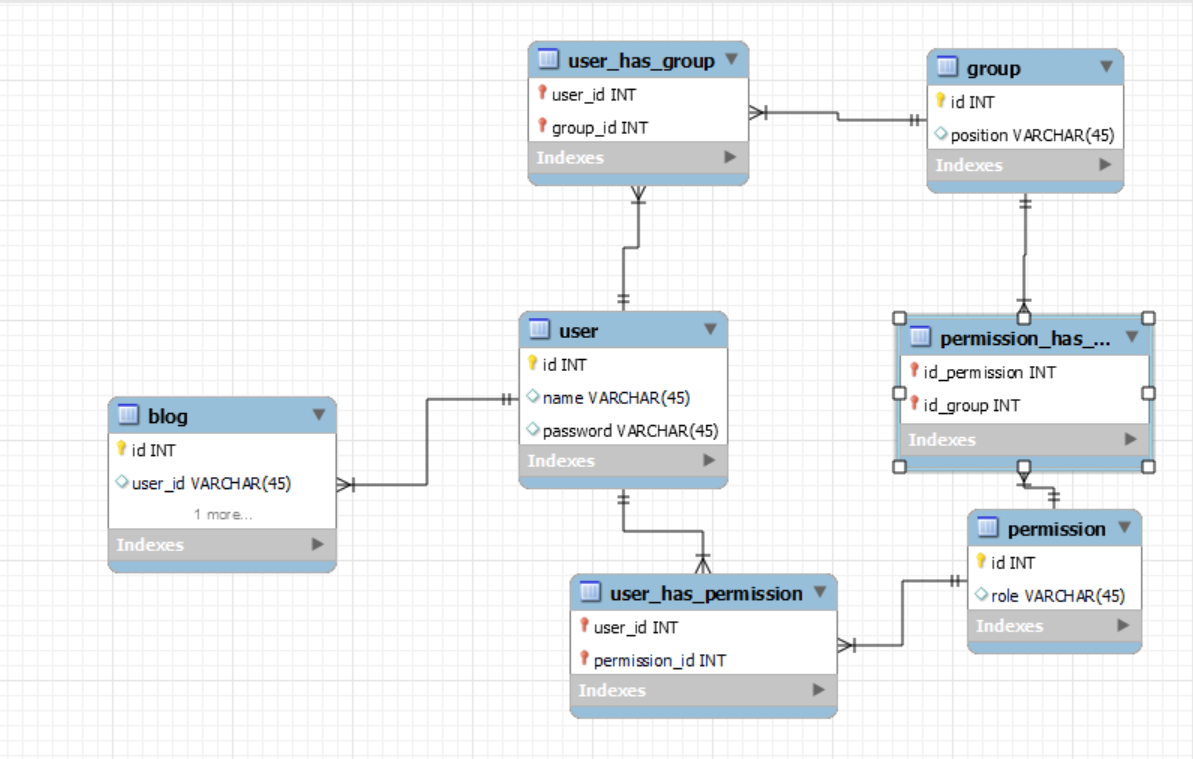 user_has_group
user_id INT
group_id INT
Indexes
group
id INT
position VARCHAR(45)
Indexes
user
id INT
name VARCHAR(45)
password VARCHAR(45)
Indexes
permission_has_...
id_permission INT
id_group INT
Indexes
blog
id INT
user_id VARCHAR(45)
1 more...
Indexes
permission
id INT
role VARCHAR(45)
Indexes
user_has_permission
user_id INT
permission_id INT
Indexes